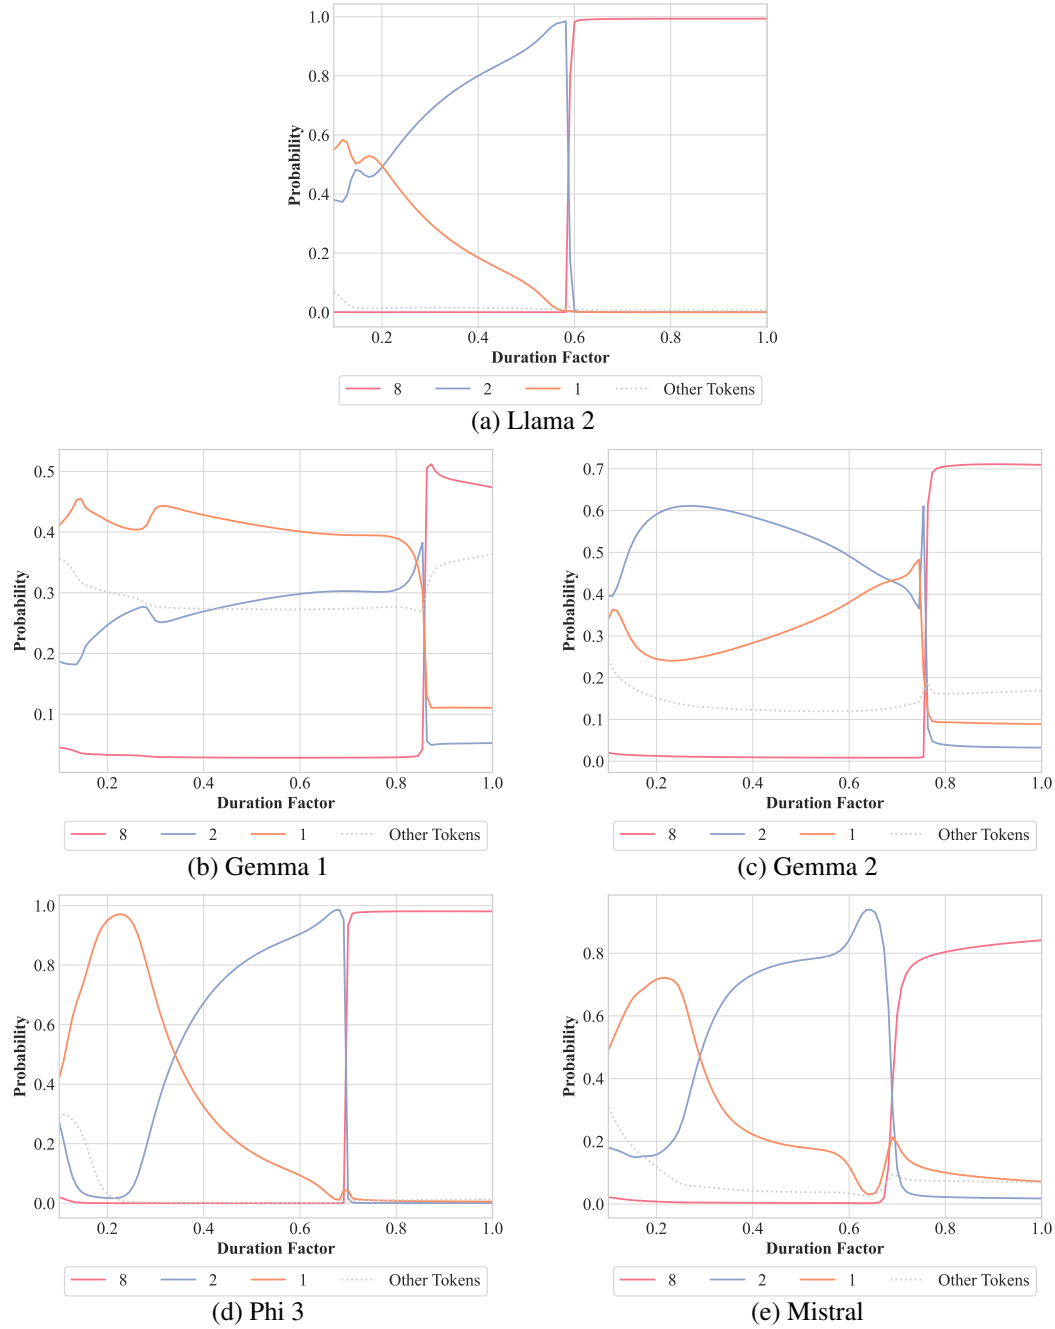 1.0
0.8
0.6
0.4
0.2
0.0
Probability
0.2 0.4 0.6 0.8 1.0
Duration Factor
8 2 1 Other Tokens
(a) Llama 2
0.5
0.4
0.3
0.2
0.1
Probability
0.2 0.4 0.6 0.8 1.0
Duration Factor
8 2 1 Other Tokens
(b) Gemma 1
0.7
0.6
0.5
0.4
0.3
0.2
0.1
0.0
Probability
0.2 0.4 0.6 0.8 1.0
Duration Factor
8 2 1 Other Tokens
(c) Gemma 2
1.0
0.8
0.6
0.4
0.2
0.0
Probability
0.2 0.4 0.6 0.8 1.0
Duration Factor
8 2 1 Other Tokens
(d) Phi 3
0.8
0.6
0.4
0.2
0.0
Probability
0.2 0.4 0.6 0.8 1.0
Duration Factor
8 2 1 Other Tokens
(e) Mistral